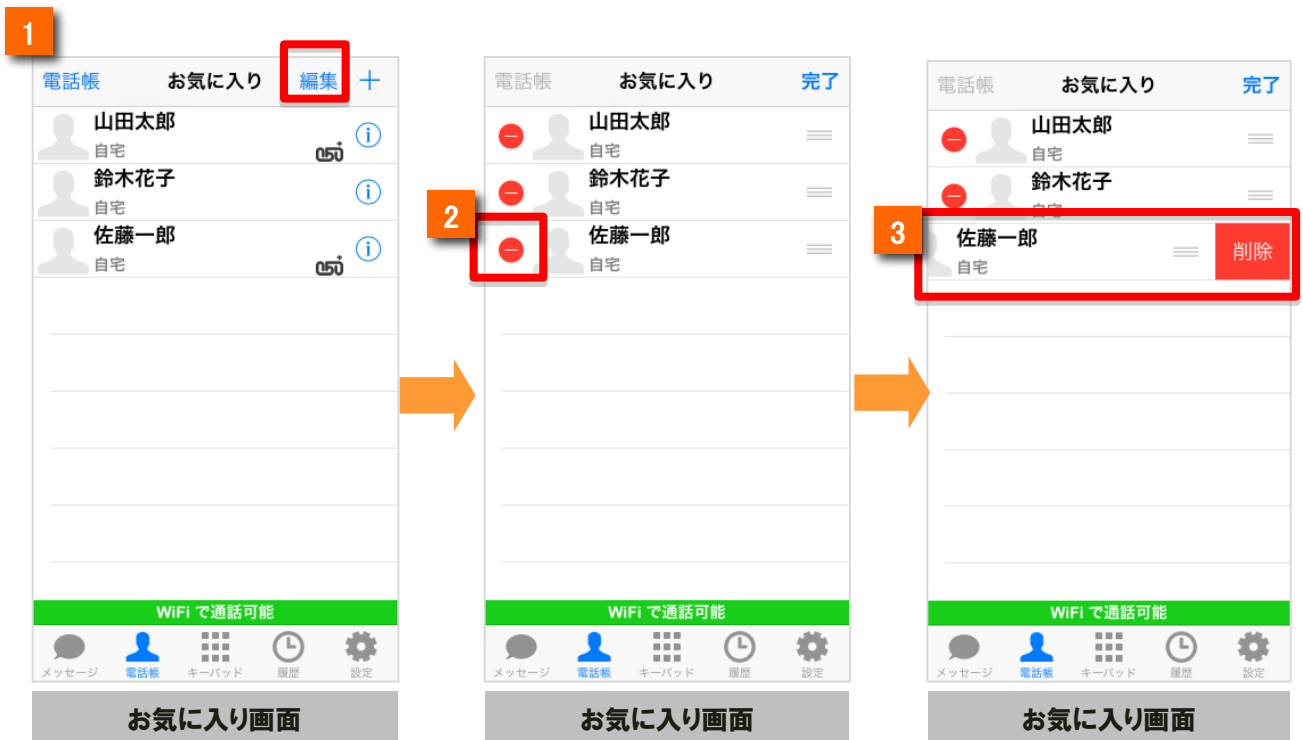 1
電話帳 お気に入り 編集 +
山田太郎
自宅
050
鈴木花子
自宅
佐藤一郎
自宅
050
WiFi で通話可能
メッセージ 電話帳 キーパッド 履歴 設定
お気に入り画面
2
電話帳 お気に入り 完了
山田太郎
自宅
鈴木花子
自宅
佐藤一郎
自宅
WiFi で通話可能
メッセージ 電話帳 キーパッド 履歴 設定
お気に入り画面
3
電話帳 お気に入り 完了
山田太郎
自宅
鈴木花子
自宅
佐藤一郎
自宅
削除
WiFi で通話可能
メッセージ 電話帳 キーパッド 履歴 設定
お気に入り画面